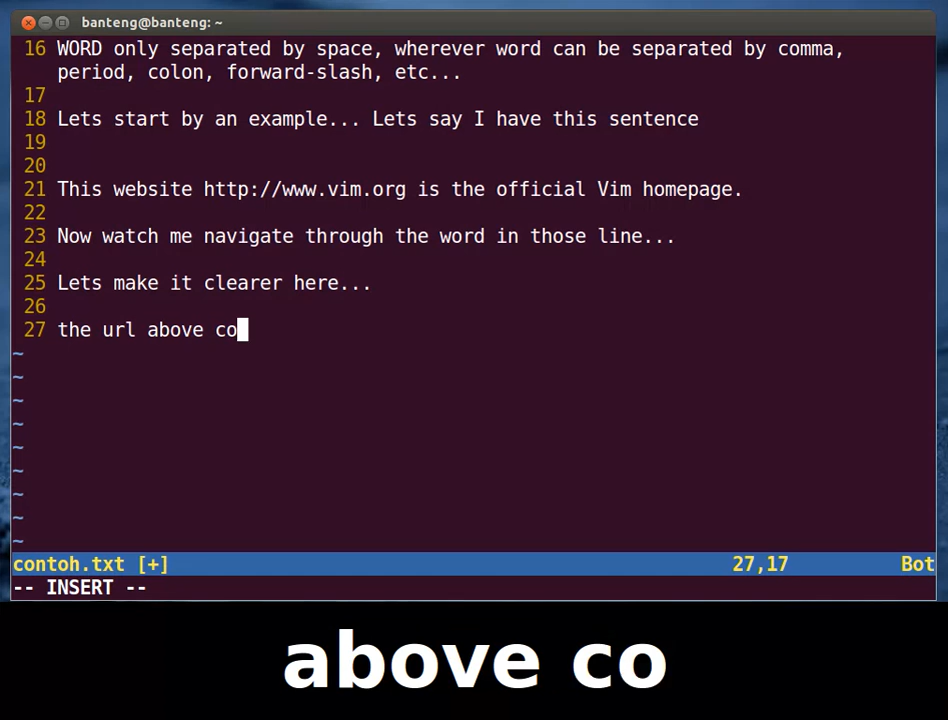 banteng@banteng: ~
16 WORD only separated by space, wherever word can be separated by comma,
period, colon, forward-slash, etc...
17
18 Lets start by an example... Lets say I have this sentence
19
20
21 This website http://www.vim.org is the official Vim homepage.
22
23 Now watch me navigate through the word in those line...
24
25 Lets make it clearer here...
26
27 the url above co
~
~
~
~
~
~
~
~
~
contoh.txt [+] 27,17 Bot
-- INSERT --
above co